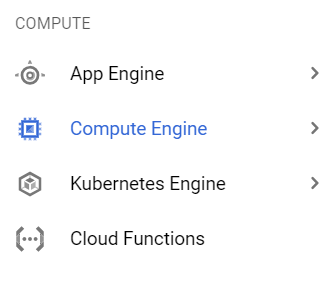 COMPUTE
App Engine
Compute Engine
Kubernetes Engine
Cloud Functions